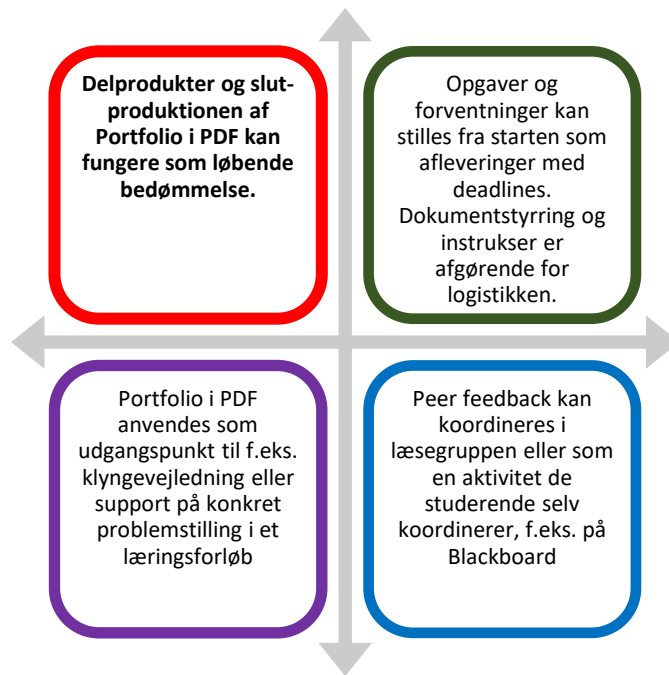 Delprodukter og slut-
produktionen af
Portfolio i PDF kan
fungere som løbende
bedømmelse.
Opgaver og
forventninger kan
stilles fra starten som
afleveringer med
deadlines.
Dokumentstyrring og
instrukser er
afgørende for
logistikken.
Portfolio i PDF
anvendes som
udgangspunkt til f.eks.
klyngevejledning eller
support på konkret
problemstilling i et
læringsforløb
Peer feedback kan
koordineres i
læsegruppen eller som
en aktivitet de
studerende selv
koordinerer, f.eks. på
Blackboard